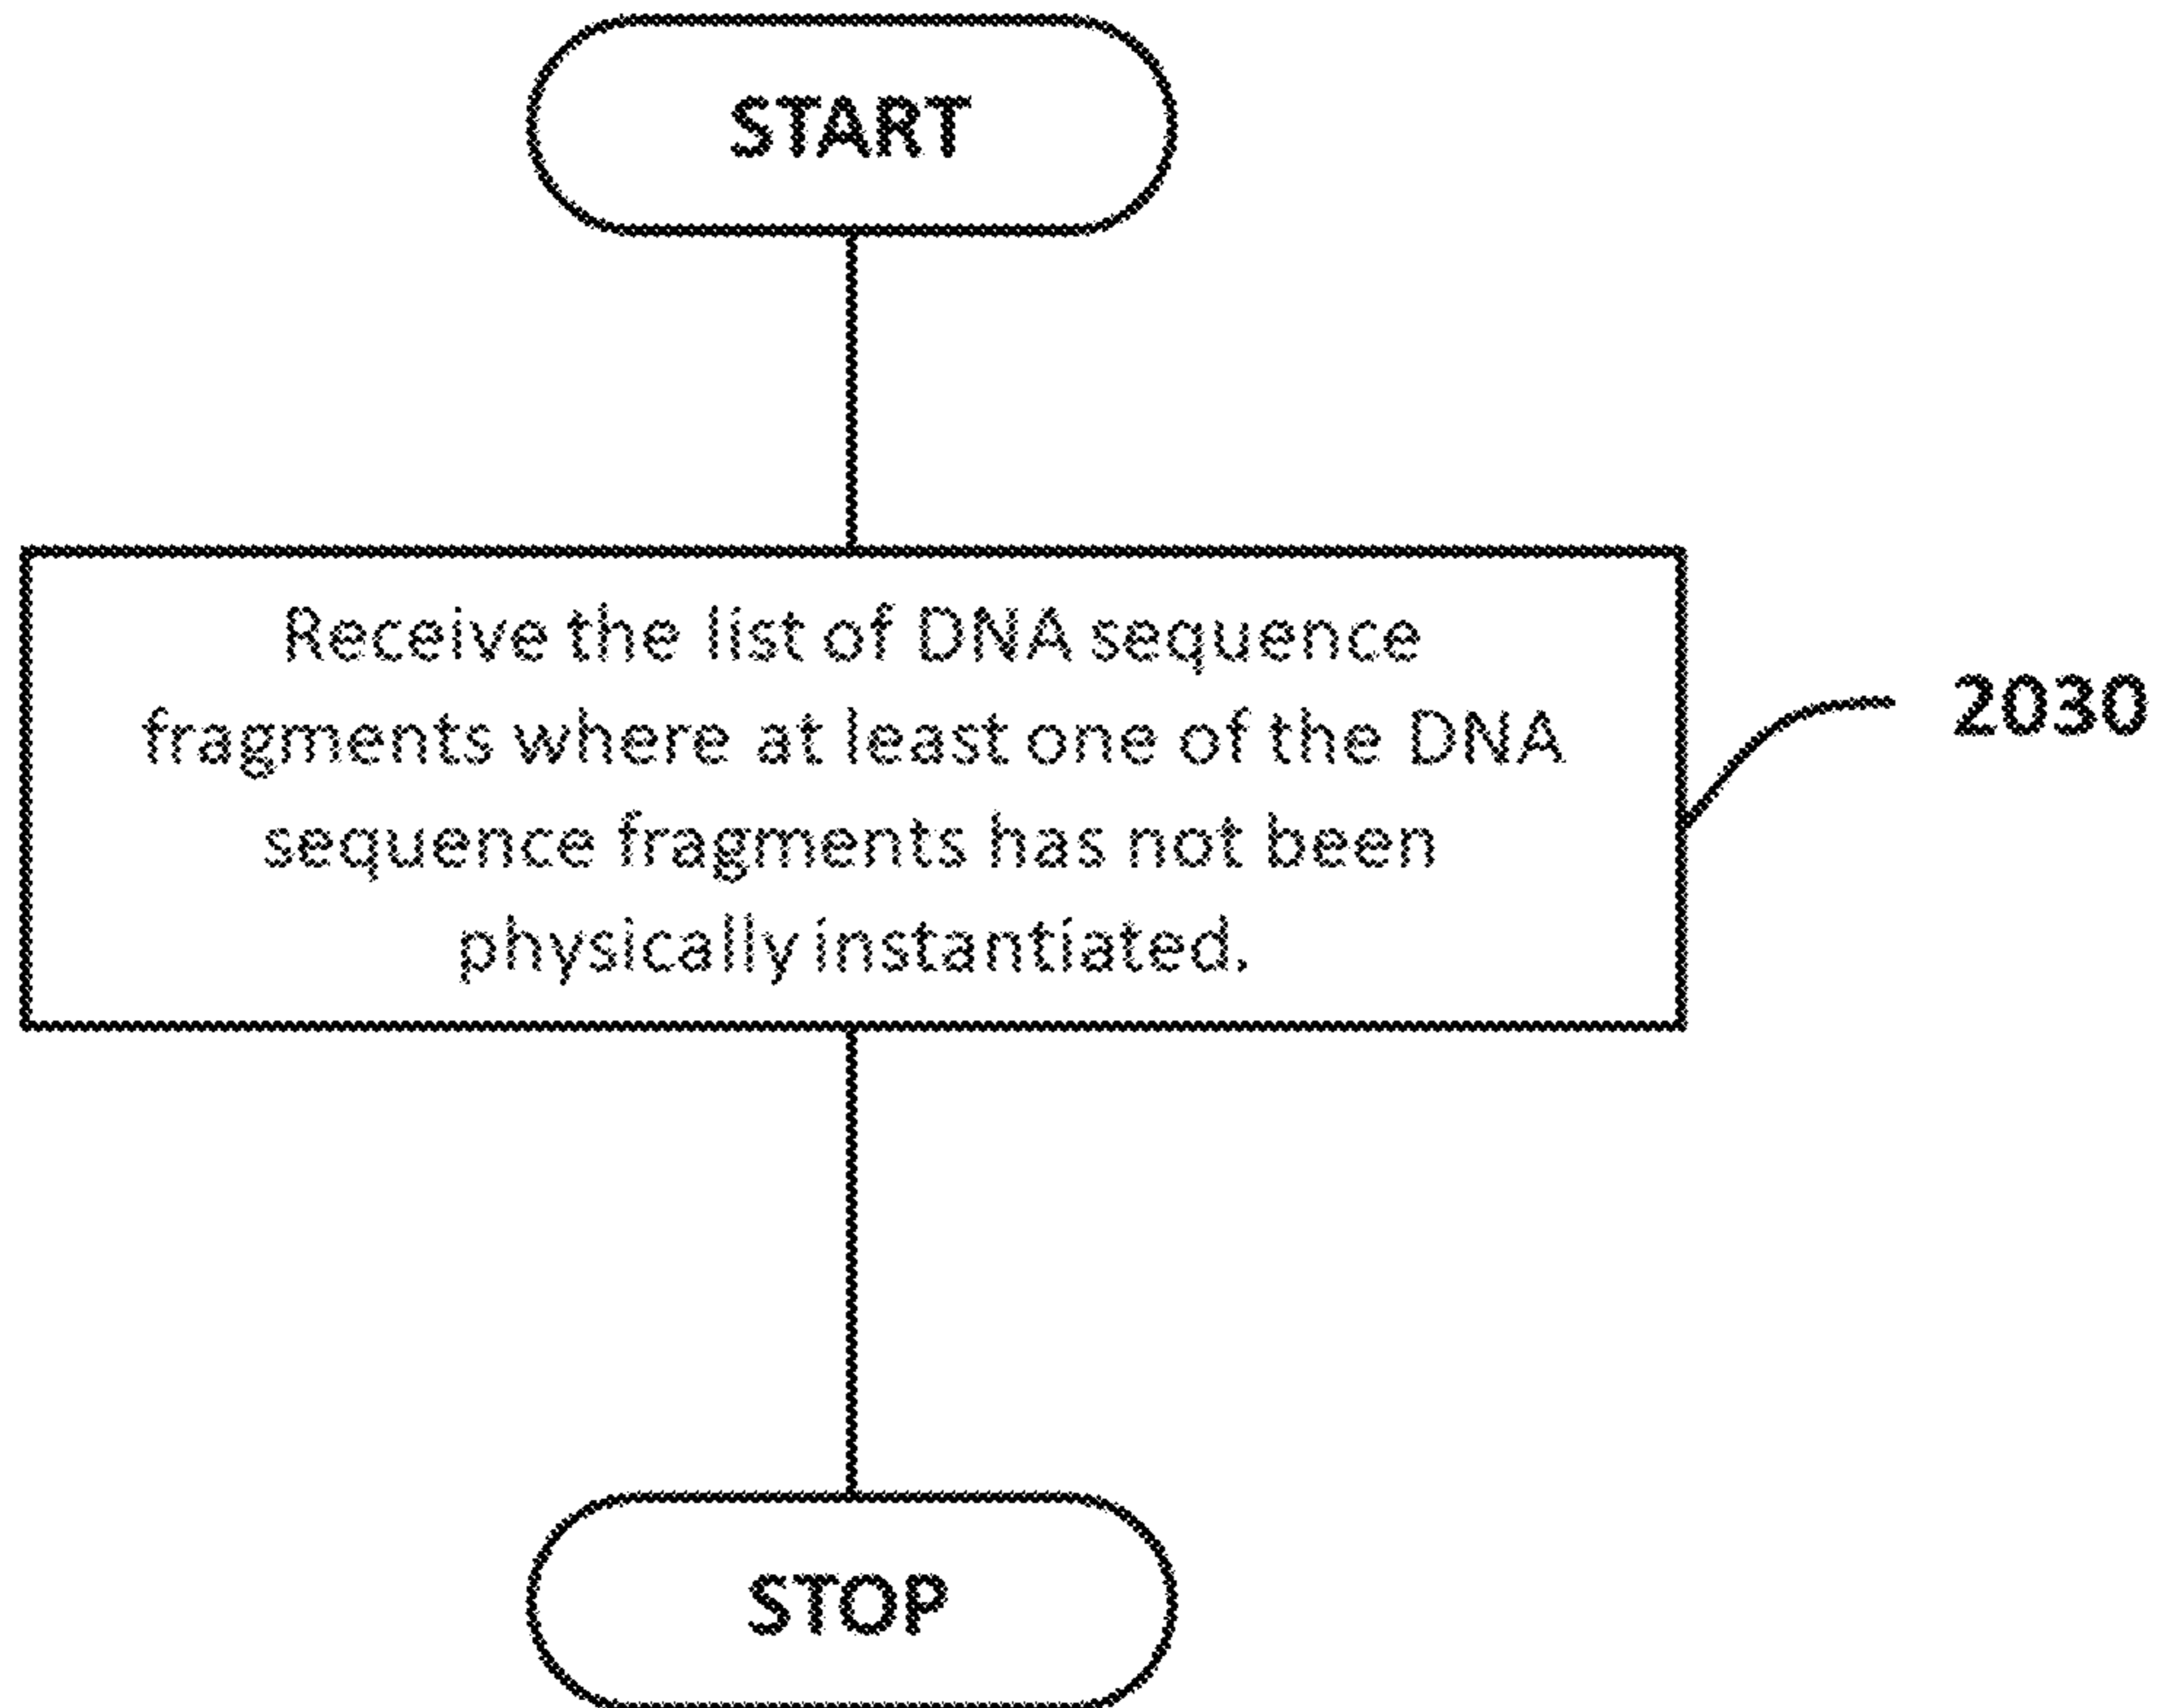 START
Receive the list of DNA sequence
fragments where at least one of the DNA
sequence fragments has not been
physically instantiated.
2030
STOP